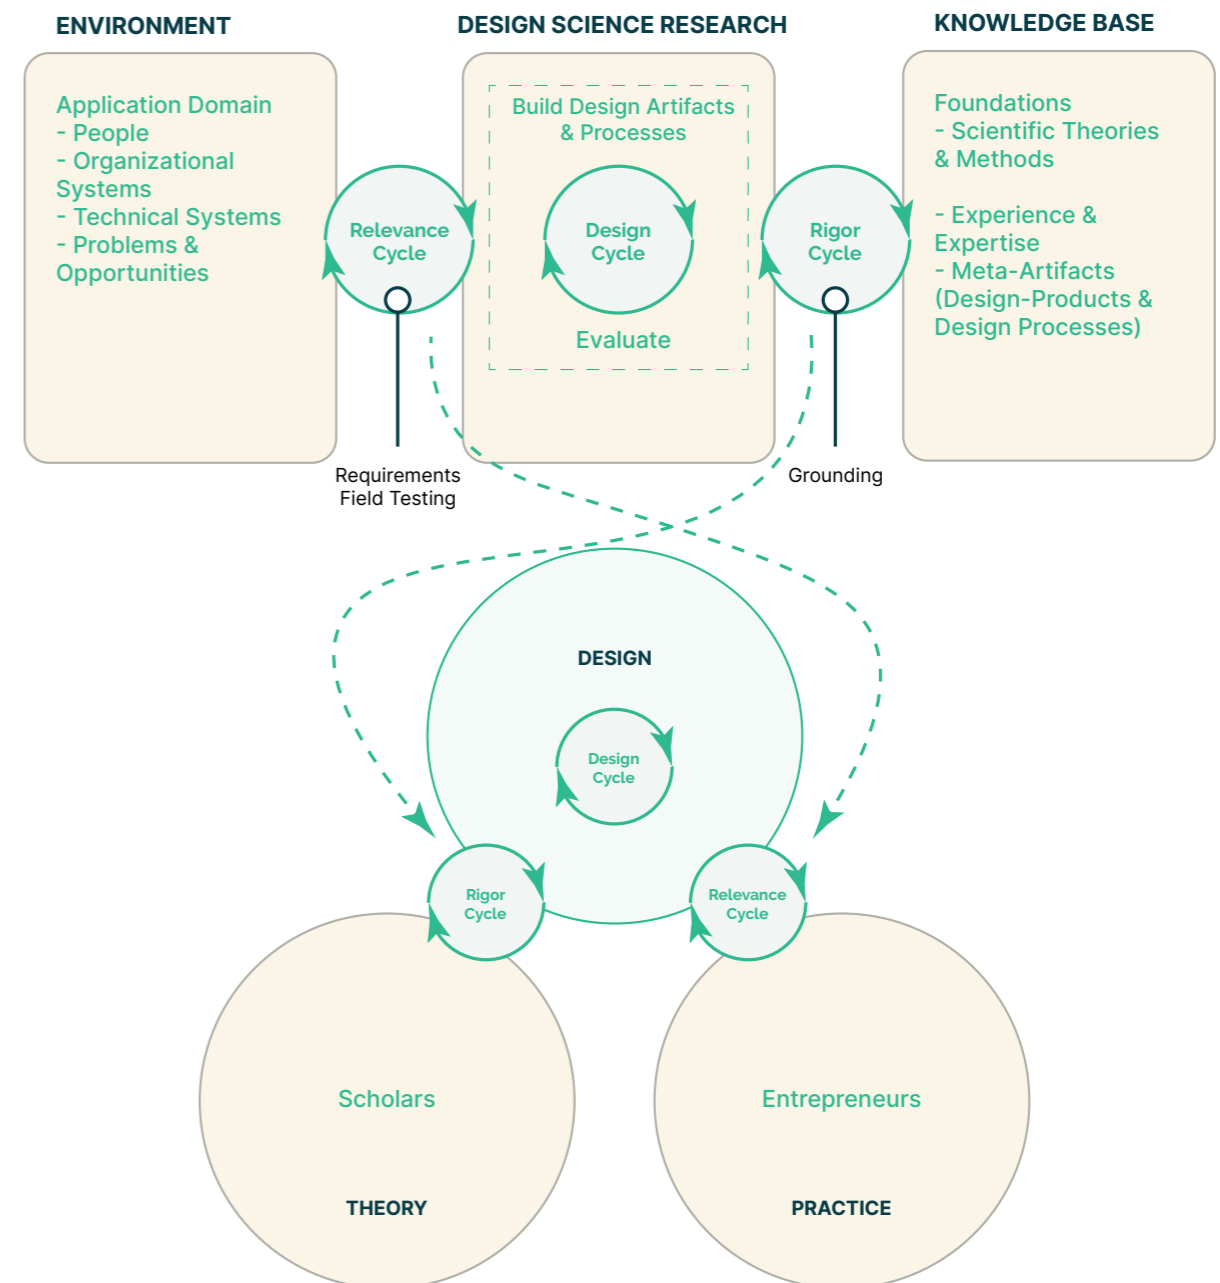 ENVIRONMENT
Application Domain
- People
- Organizational
Systems
- Technical Systems
- Problems &
Opportunities
Relevance
Cycle
Requirements
Field Testing
DESIGN SCIENCE RESEARCH
Build Design Artifacts
& Processes
Design
Cycle
Evaluate
Rigor
Cycle
Grounding
KNOWLEDGE BASE
Foundations
- Scientific Theories
& Methods
- Experience &
Expertise
- Meta-Artifacts
(Design-Products &
Design Processes)
DESIGN
Design
Cycle
Rigor
Cycle
Relevance
Cycle
Scholars
THEORY
Entrepreneurs
PRACTICE